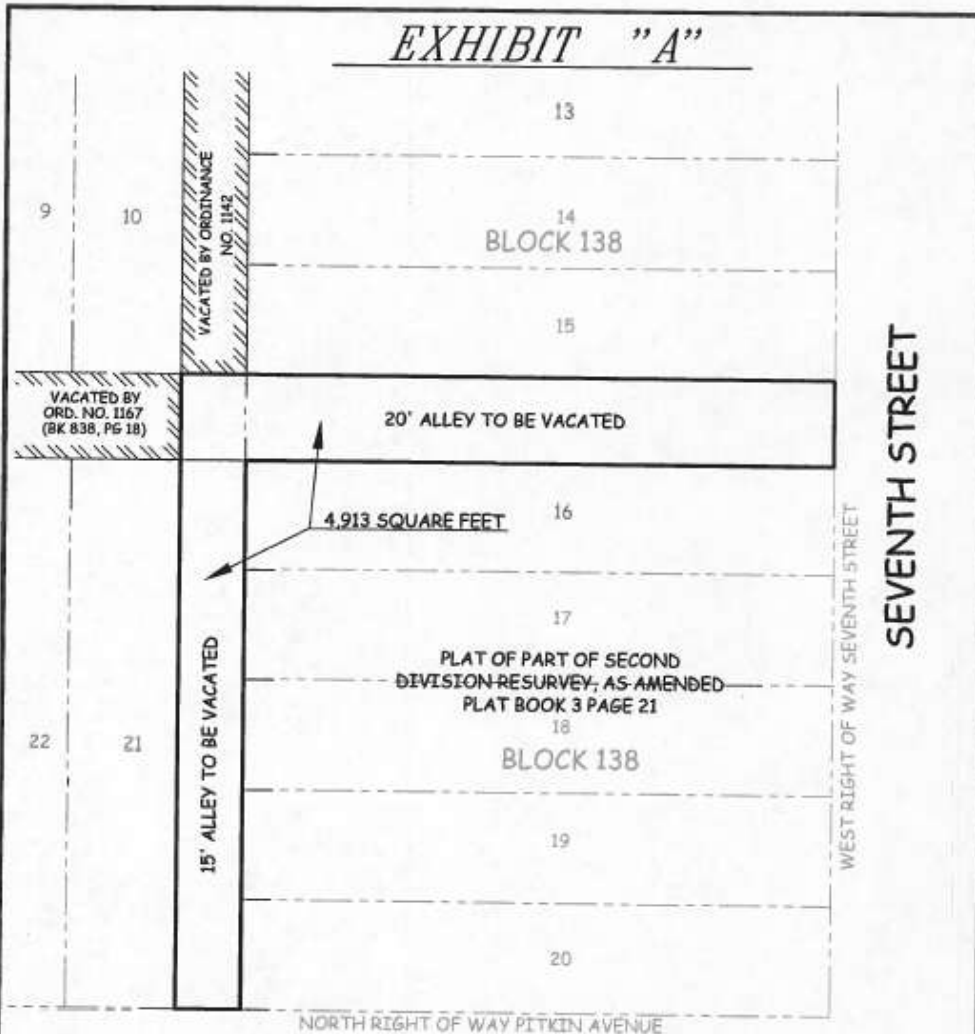 EXHIBIT "A"
13
9
10
VACATED BY ORDINANCE
NO. 1142
14
BLOCK 138
15
VACATED BY
ORD. NO. 1167
(BK 838, PG 18)
20' ALLEY TO BE VACATED
SEVENTH STREET
4,913 SQUARE FEET
16
17
15' ALLEY TO BE VACATED
PLAT OF PART OF SECOND
DIVISION RESURVEY, AS AMENDED
PLAT BOOK 3 PAGE 21
18
BLOCK 138
22
21
WEST RIGHT OF WAY SEVENTH STREET
19
20
NORTH RIGHT OF WAY PITKIN AVENUE